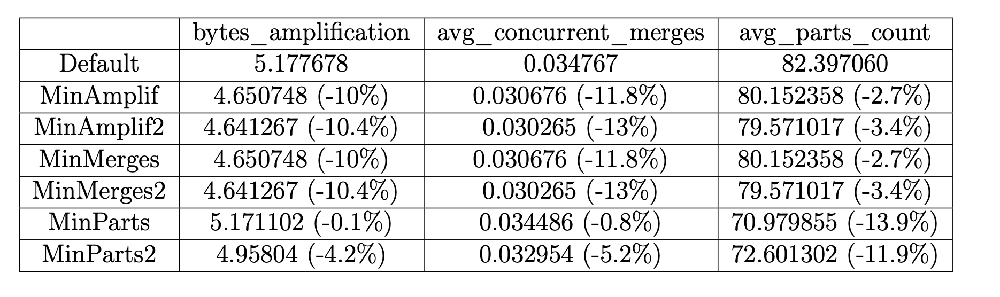 bytes_amplification avg_concurrent_merges avg_parts_count
Default 5.177678 0.034767 82.397060
MinAmplif 4.650748 (-10%) 0.030676 (-11.8%) 80.152358 (-2.7%)
MinAmplif2 4.641267 (-10.4%) 0.030265 (-13%) 79.571017 (-3.4%)
MinMerges 4.650748 (-10%) 0.030676 (-11.8%) 80.152358 (-2.7%)
MinMerges2 4.641267 (-10.4%) 0.030265 (-13%) 79.571017 (-3.4%)
MinParts 5.171102 (-0.1%) 0.034486 (-0.8%) 70.979855 (-13.9%)
MinParts2 4.95804 (-4.2%) 0.032954 (-5.2%) 72.601302 (-11.9%)